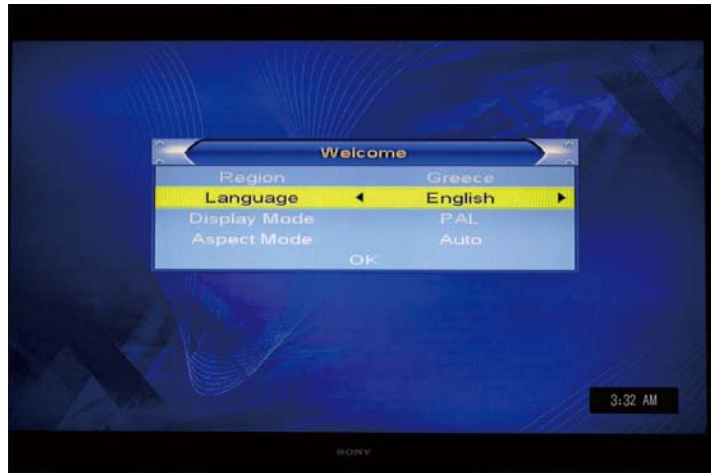 Welcome
Region Greece
Language English
Display Mode PAL
Aspect Mode Auto
OK
3:32 AM
SONY